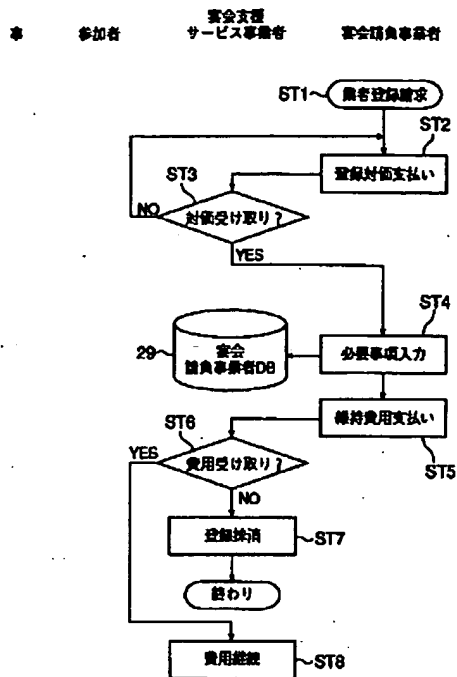 宴会支援
事 参加者 サービス事業者 宴会請負事業者
ST1 業者登録請求
ST2
登録対価支払い
ST3
NO 対価受け取り？
YES
ST4
29 宴会
請負事業者DB
必要事項入力
維持費用支払い
ST5
ST6
YES 費用受け取り？
NO
登録抹消 ST7
終わり
費用継続 ST8